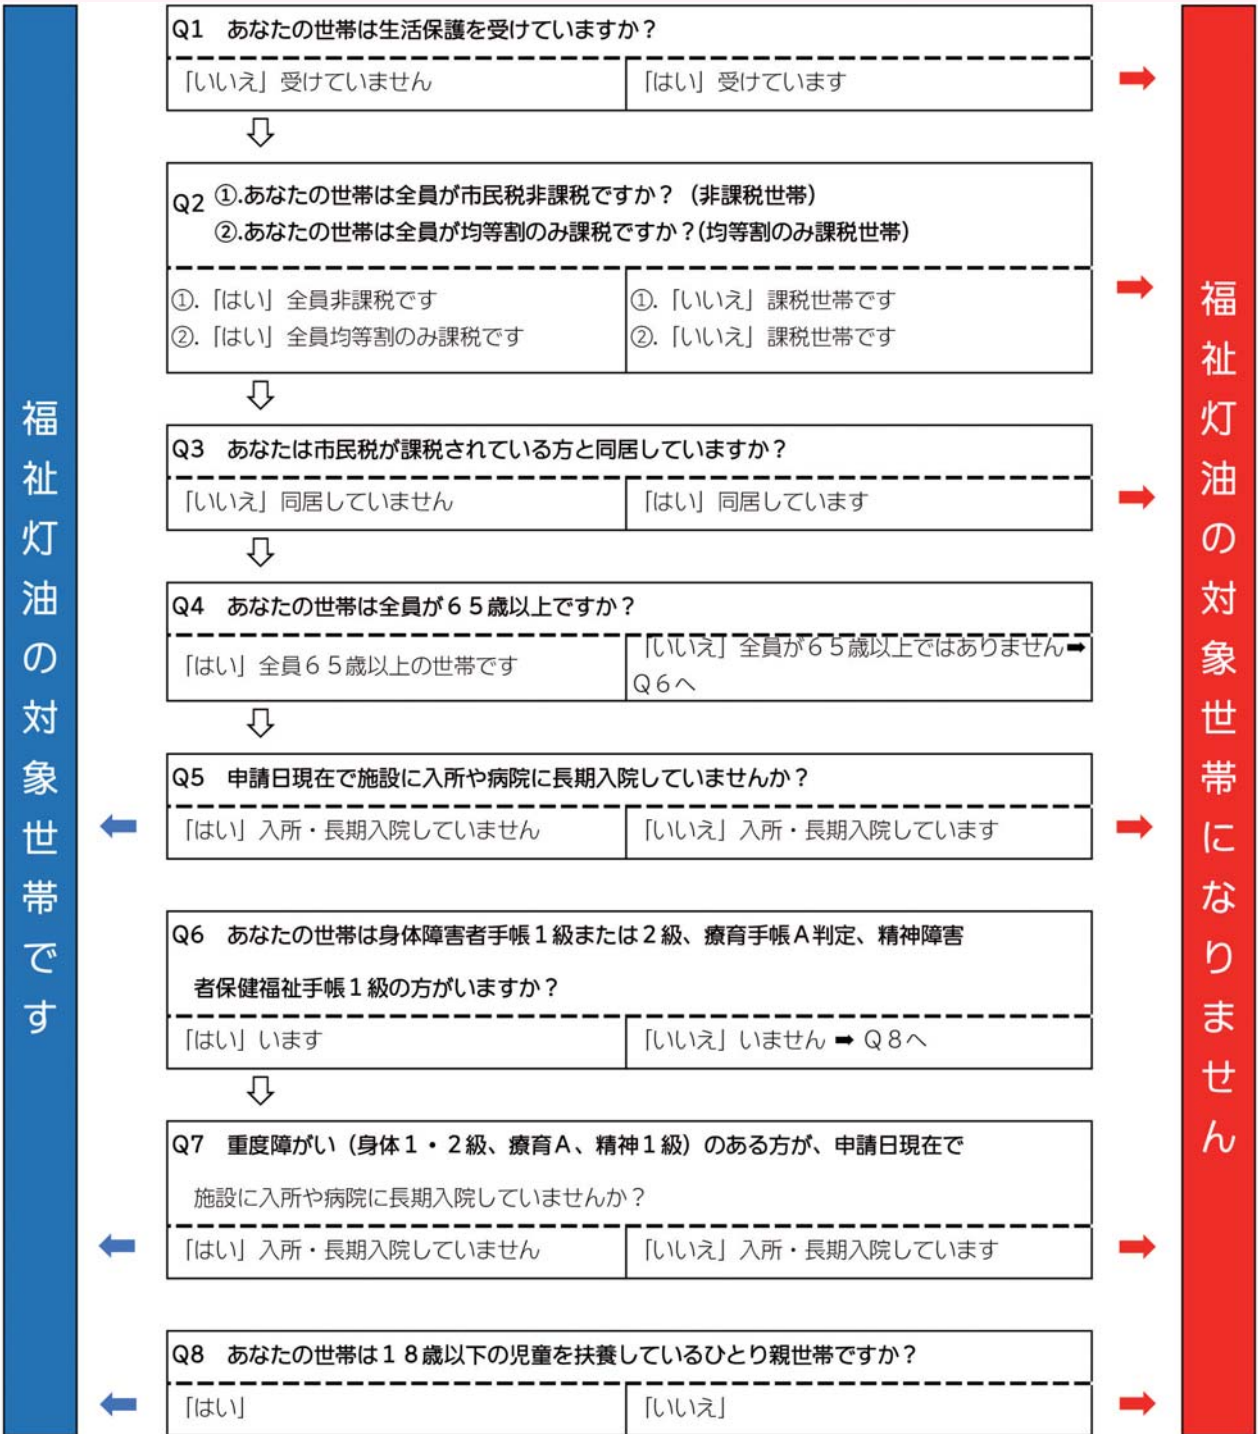 福祉灯油の対象世帯です
Q1 あなたの世帯は生活保護を受けていますか？
「いいえ」受けていません
「はい」受けています
Q2 ①.あなたの世帯は全員が市民税非課税ですか？（非課税世帯）
②.あなたの世帯は全員が均等割のみ課税ですか？(均等割のみ課税世帯)
①.「はい」全員非課税です
②.「はい」全員均等割のみ課税です
①.「いいえ」課税世帯です
②.「いいえ」課税世帯です
Q3 あなたは市民税が課税されている方と同居していますか？
「いいえ」同居していません
「はい」同居しています
Q4 あなたの世帯は全員が６５歳以上ですか？
「はい」全員６５歳以上の世帯です
「いいえ」全員が６５歳以上ではありません➡
Ｑ６へ
Q5 申請日現在で施設に入所や病院に長期入院していませんか？
「はい」入所・長期入院していません
「いいえ」入所・長期入院しています
Q6 あなたの世帯は身体障害者手帳１級または２級、療育手帳Ａ判定、精神障害
者保健福祉手帳１級の方がいますか？
「はい」います
「いいえ」いません ➡ Ｑ８へ
Q7 重度障がい（身体１・２級、療育Ａ、精神１級）のある方が、申請日現在で
施設に入所や病院に長期入院していませんか？
「はい」入所・長期入院していません
「いいえ」入所・長期入院しています
Q8 あなたの世帯は１８歳以下の児童を扶養しているひとり親世帯ですか？
「はい」
「いいえ」
福祉灯油の対象世帯になりません